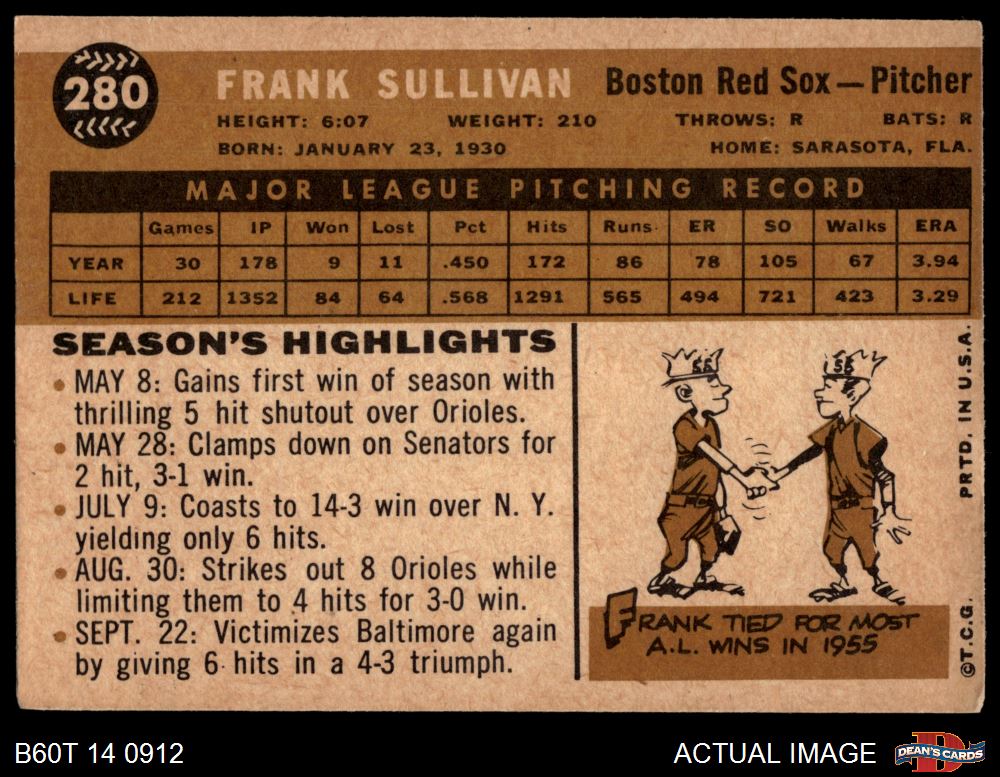 280
FRANK SULLIVAN Boston Red Sox — Pitcher
HEIGHT: 6:07 WEIGHT: 210 THROWS: R BATS: R
BORN: JANUARY 23, 1930 HOME: SARASOTA, FLA.
MAJOR LEAGUE PITCHING RECORD
Games IP Won Lost Pct Hits Runs ER SO Walks ERA
YEAR 30 178 9 11 .450 172 86 78 105 67 3.94
LIFE 212 1352 84 64 .568 1291 565 494 721 423 3.29
SEASON'S HIGHLIGHTS
• MAY 8: Gains first win of season with
thrilling 5 hit shutout over Orioles.
• MAY 28: Clamps down on Senators for
2 hit, 3-1 win.
• JULY 9: Coasts to 14-3 win over N. Y.
yielding only 6 hits.
• AUG. 30: Strikes out 8 Orioles while
limiting them to 4 hits for 3-0 win.
• SEPT. 22: Victimizes Baltimore again
by giving 6 hits in a 4-3 triumph.
55
55
FRANK TIED FOR MOST
A.L. WINS IN 1955
©T.C.G. PRTD. IN U.S.A.
B60T 14 0912
ACTUAL IMAGE
DEAN'S CARDS